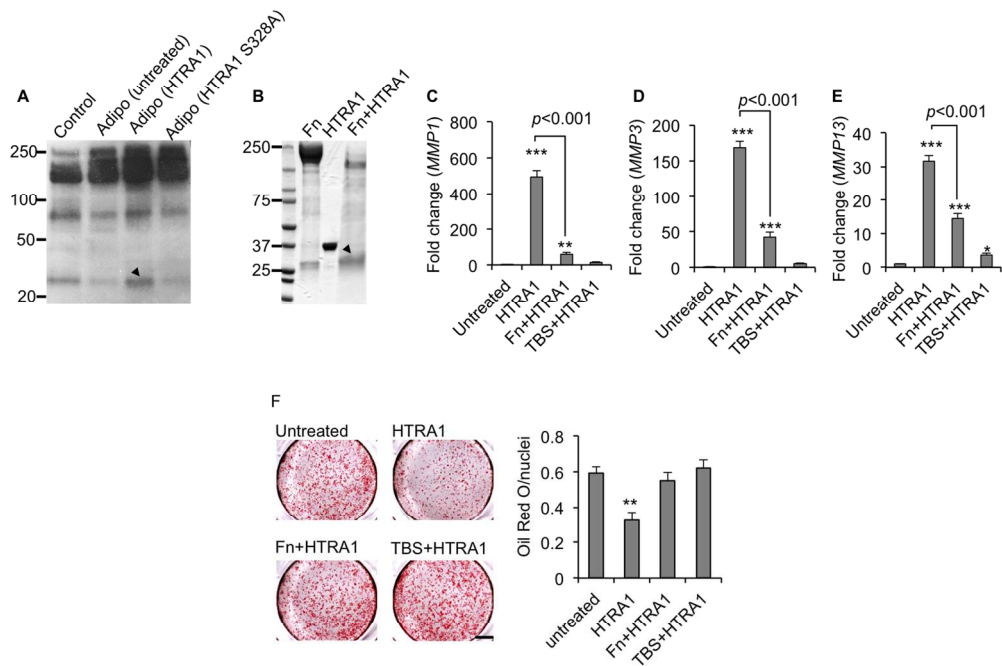 A
Control
Adipo (untreated)
Adipo (HTRA1)
Adipo (HTRA1 S328A)
250
100
50
20
B
Fn
HTRA1
Fn+HTRA1
250
75
37
25
C
p<0.001
Fold change (MMP1)
800
600
400
200
0
***
**
Untreated
HTRA1
Fn+HTRA1
TBS+HTRA1
D
p<0.001
Fold change (MMP3)
200
150
100
50
0
***
***
Untreated
HTRA1
Fn+HTRA1
TBS+HTRA1
E
p<0.001
Fold change (MMP13)
40
30
20
10
0
***
***
*
Untreated
HTRA1
Fn+HTRA1
TBS+HTRA1
F
Untreated
HTRA1
Fn+HTRA1
TBS+HTRA1
Oil Red O/nuclei
0.8
0.6
0.4
0.2
0
**
untreated
HTRA1
Fn+HTRA1
TBS+HTRA1